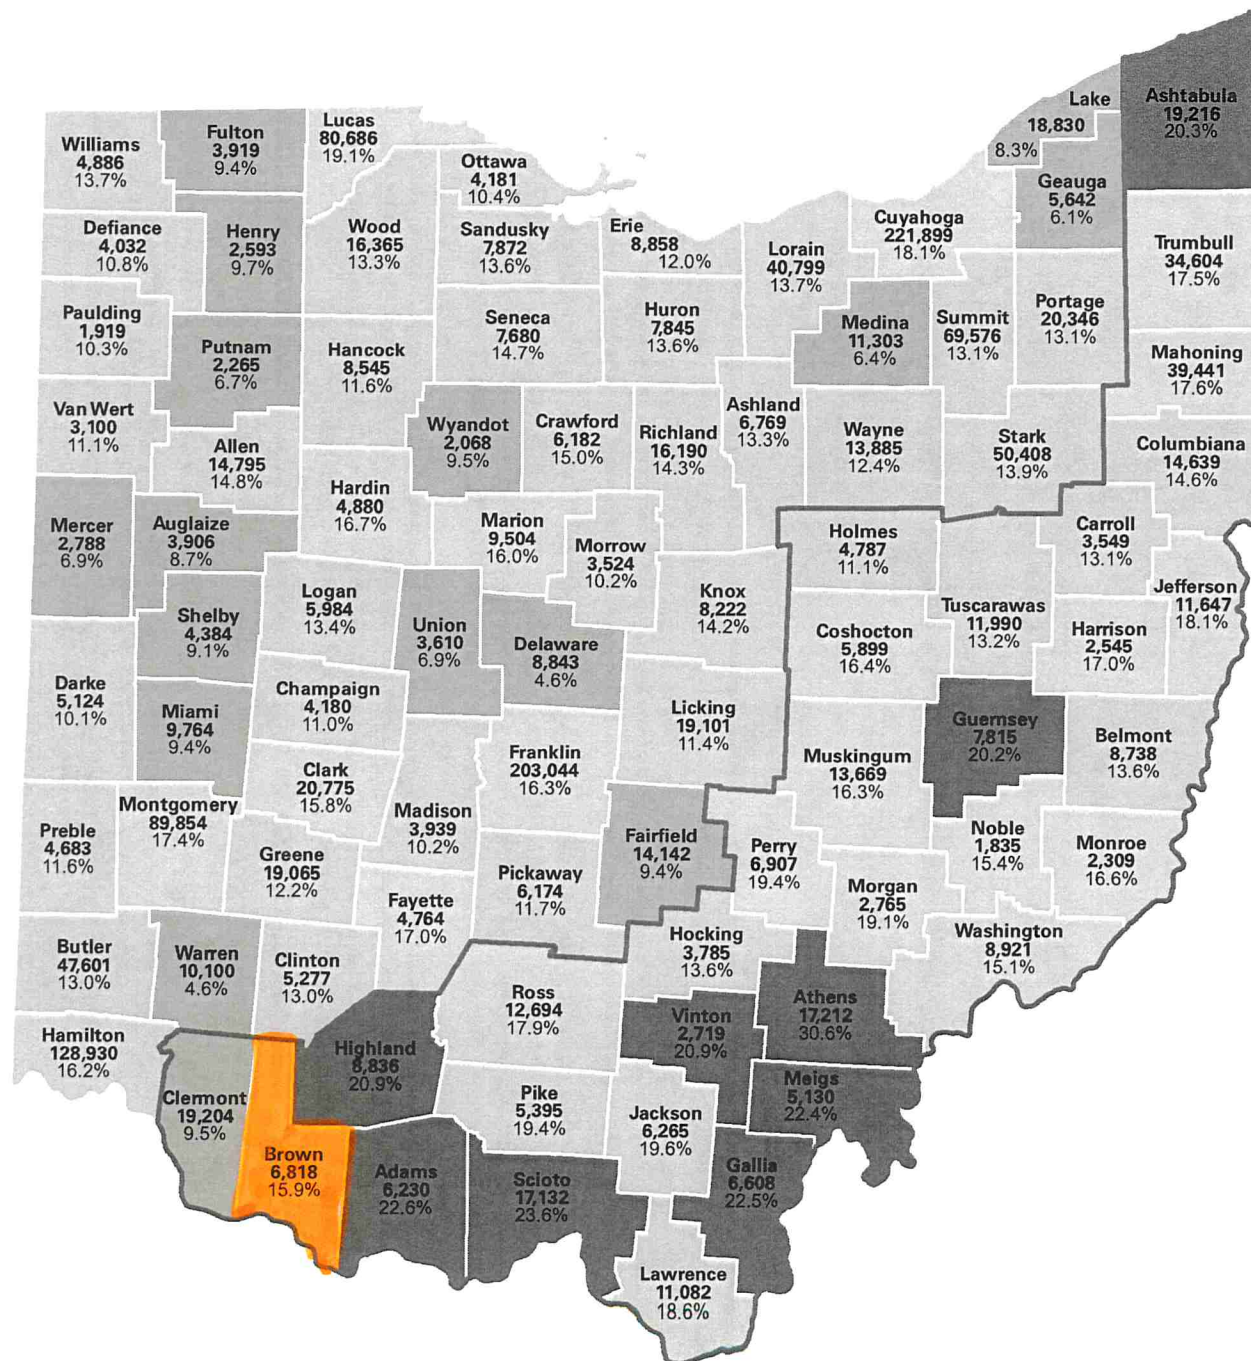 Lake
18,830
8.3%
Ashtabula
19,216
20.3%
Williams
4,886
13.7%
Fulton
3,919
9.4%
Lucas
80,686
19.1%
Ottawa
4,181
10.4%
Geauga
5,642
6.1%
Defiance
4,032
10.8%
Henry
2,593
9.7%
Wood
16,365
13.3%
Sandusky
7,872
13.6%
Erie
8,858
12.0%
Lorain
40,799
13.7%
Cuyahoga
221,899
18.1%
Trumbull
34,604
17.5%
Paulding
1,919
10.3%
Putnam
2,265
6.7%
Hancock
8,545
11.6%
Seneca
7,680
14.7%
Huron
7,845
13.6%
Medina
11,303
6.4%
Summit
69,576
13.1%
Portage
20,346
13.1%
Mahoning
39,441
17.6%
Van Wert
3,100
11.1%
Allen
14,795
14.8%
Wyandot
2,068
9.5%
Crawford
6,182
15.0%
Richland
16,190
14.3%
Ashland
6,769
13.3%
Wayne
13,885
12.4%
Stark
50,408
13.9%
Columbiana
14,639
14.6%
Mercer
2,788
6.9%
Auglaize
3,906
8.7%
Hardin
4,880
16.7%
Marion
9,504
16.0%
Morrow
3,524
10.2%
Holmes
4,787
11.1%
Carroll
3,549
13.1%
Shelby
4,384
9.1%
Logan
5,984
13.4%
Union
3,610
6.9%
Delaware
8,843
4.6%
Knox
8,222
14.2%
Coshocton
5,899
16.4%
Tuscarawas
11,990
13.2%
Harrison
2,545
17.0%
Jefferson
11,647
18.1%
Darke
5,124
10.1%
Miami
9,764
9.4%
Champaign
4,180
11.0%
Licking
19,101
11.4%
Muskingum
13,669
16.3%
Guernsey
7,815
20.2%
Belmont
8,738
13.6%
Preble
4,683
11.6%
Montgomery
89,854
17.4%
Clark
20,775
15.8%
Greene
19,065
12.2%
Madison
3,939
10.2%
Franklin
203,044
16.3%
Fairfield
14,142
9.4%
Perry
6,907
19.4%
Morgan
2,765
19.1%
Noble
1,835
15.4%
Monroe
2,309
16.6%
Butler
47,601
13.0%
Warren
10,100
4.6%
Clinton
5,277
13.0%
Fayette
4,764
17.0%
Pickaway
6,174
11.7%
Hocking
3,785
13.6%
Washington
8,921
15.1%
Hamilton
128,930
16.2%
Clermont
19,204
9.5%
Highland
8,836
20.9%
Ross
12,694
17.9%
Vinton
2,719
20.9%
Athens
17,212
30.6%
Meigs
5,130
22.4%
Brown
6,818
15.9%
Adams
6,230
22.6%
Pike
5,395
19.4%
Scioto
17,132
23.6%
Jackson
6,265
19.6%
Gallia
6,608
22.5%
Lawrence
11,082
18.6%